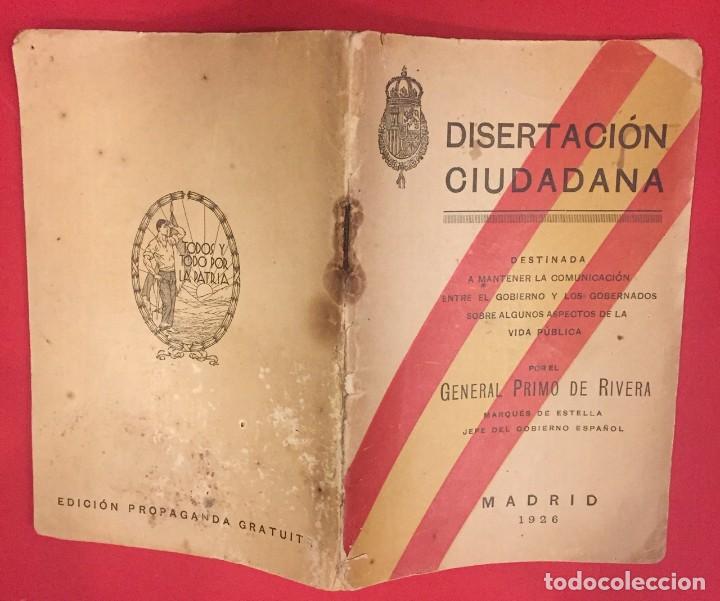 TODOS Y
TODO POR
LA PATRIA
EDICIÓN PROPAGANDA GRATUIT
DISERTACIÓN
CIUDADANA
DESTINADA
A MANTENER LA COMUNICACIÓN
ENTRE EL GOBIERNO Y LOS GOBERNADOS
SOBRE ALGUNOS ASPECTOS DE LA
VIDA PÚBLICA
POR EL
GENERAL PRIMO DE RIVERA
MARQUÉS DE ESTELLA
JEFE DEL GOBIERNO ESPAÑOL
MADRID
1926
todocoleccion.net